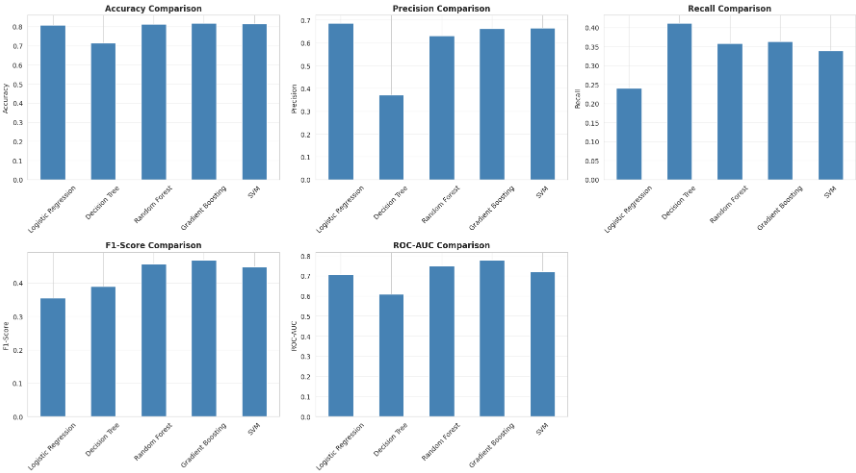 Accuracy Comparison
Accuracy
0.8
0.7
0.6
0.5
0.4
0.3
0.2
0.1
0.0
Logistic Regression
Decision Tree
Random Forest
Gradient Boosting
SVM
Precision Comparison
Precision
0.7
0.6
0.5
0.4
0.3
0.2
0.1
0.0
Logistic Regression
Decision Tree
Random Forest
Gradient Boosting
SVM
Recall Comparison
Recall
0.40
0.35
0.30
0.25
0.20
0.15
0.10
0.05
0.00
Logistic Regression
Decision Tree
Random Forest
Gradient Boosting
SVM
F1-Score Comparison
F1-Score
0.4
0.3
0.2
0.1
0.0
Logistic Regression
Decision Tree
Random Forest
Gradient Boosting
SVM
ROC-AUC Comparison
ROC-AUC
0.8
0.7
0.6
0.5
0.4
0.3
0.2
0.1
0.0
Logistic Regression
Decision Tree
Random Forest
Gradient Boosting
SVM